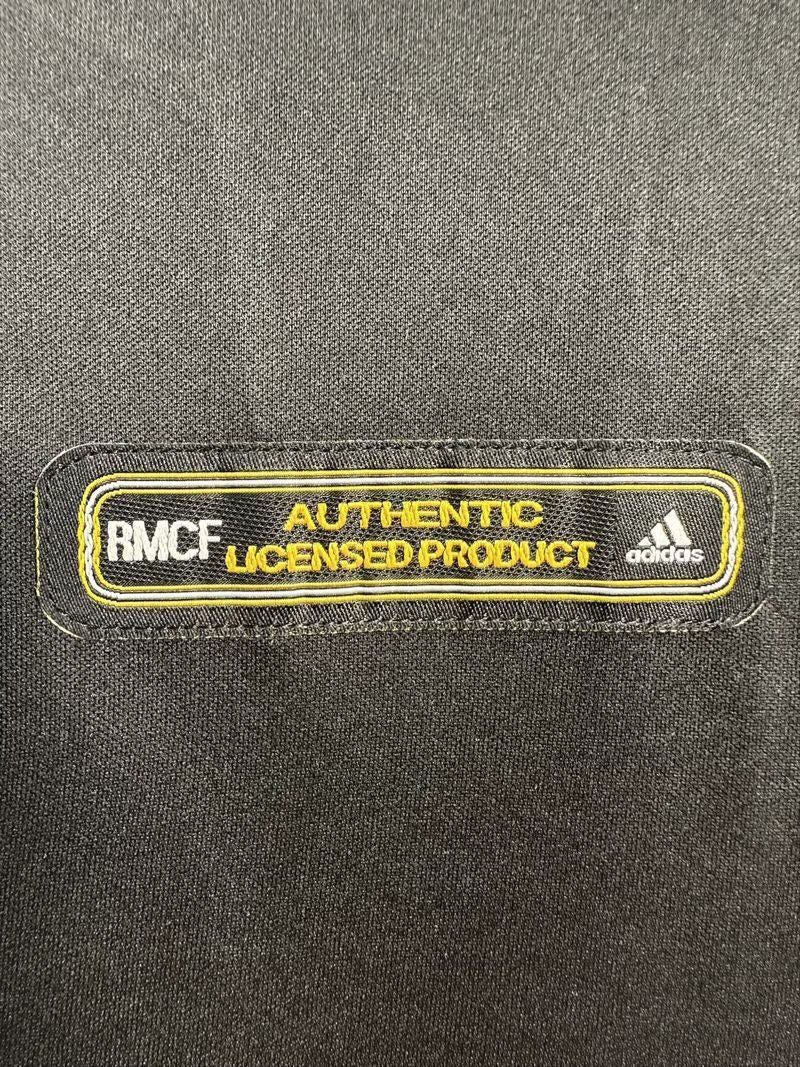 RMCF
AUTHENTIC
LICENSED PRODUCT
adidas